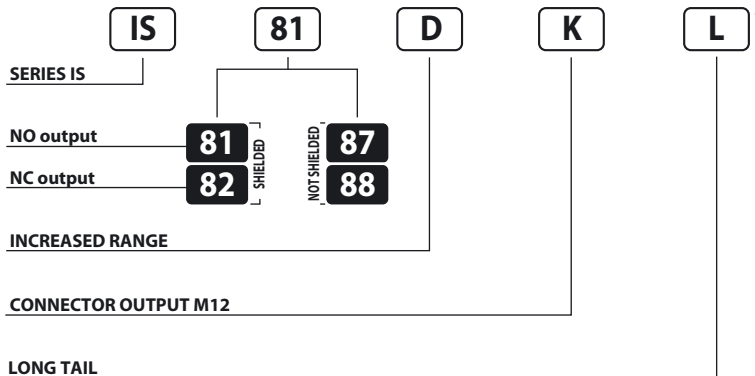 IS 81 D K L
SERIES IS
NO output 81 SHIELDED NOT SHIELDED 87
NC output 82 88
INCREASED RANGE
CONNECTOR OUTPUT M12
LONG TAIL